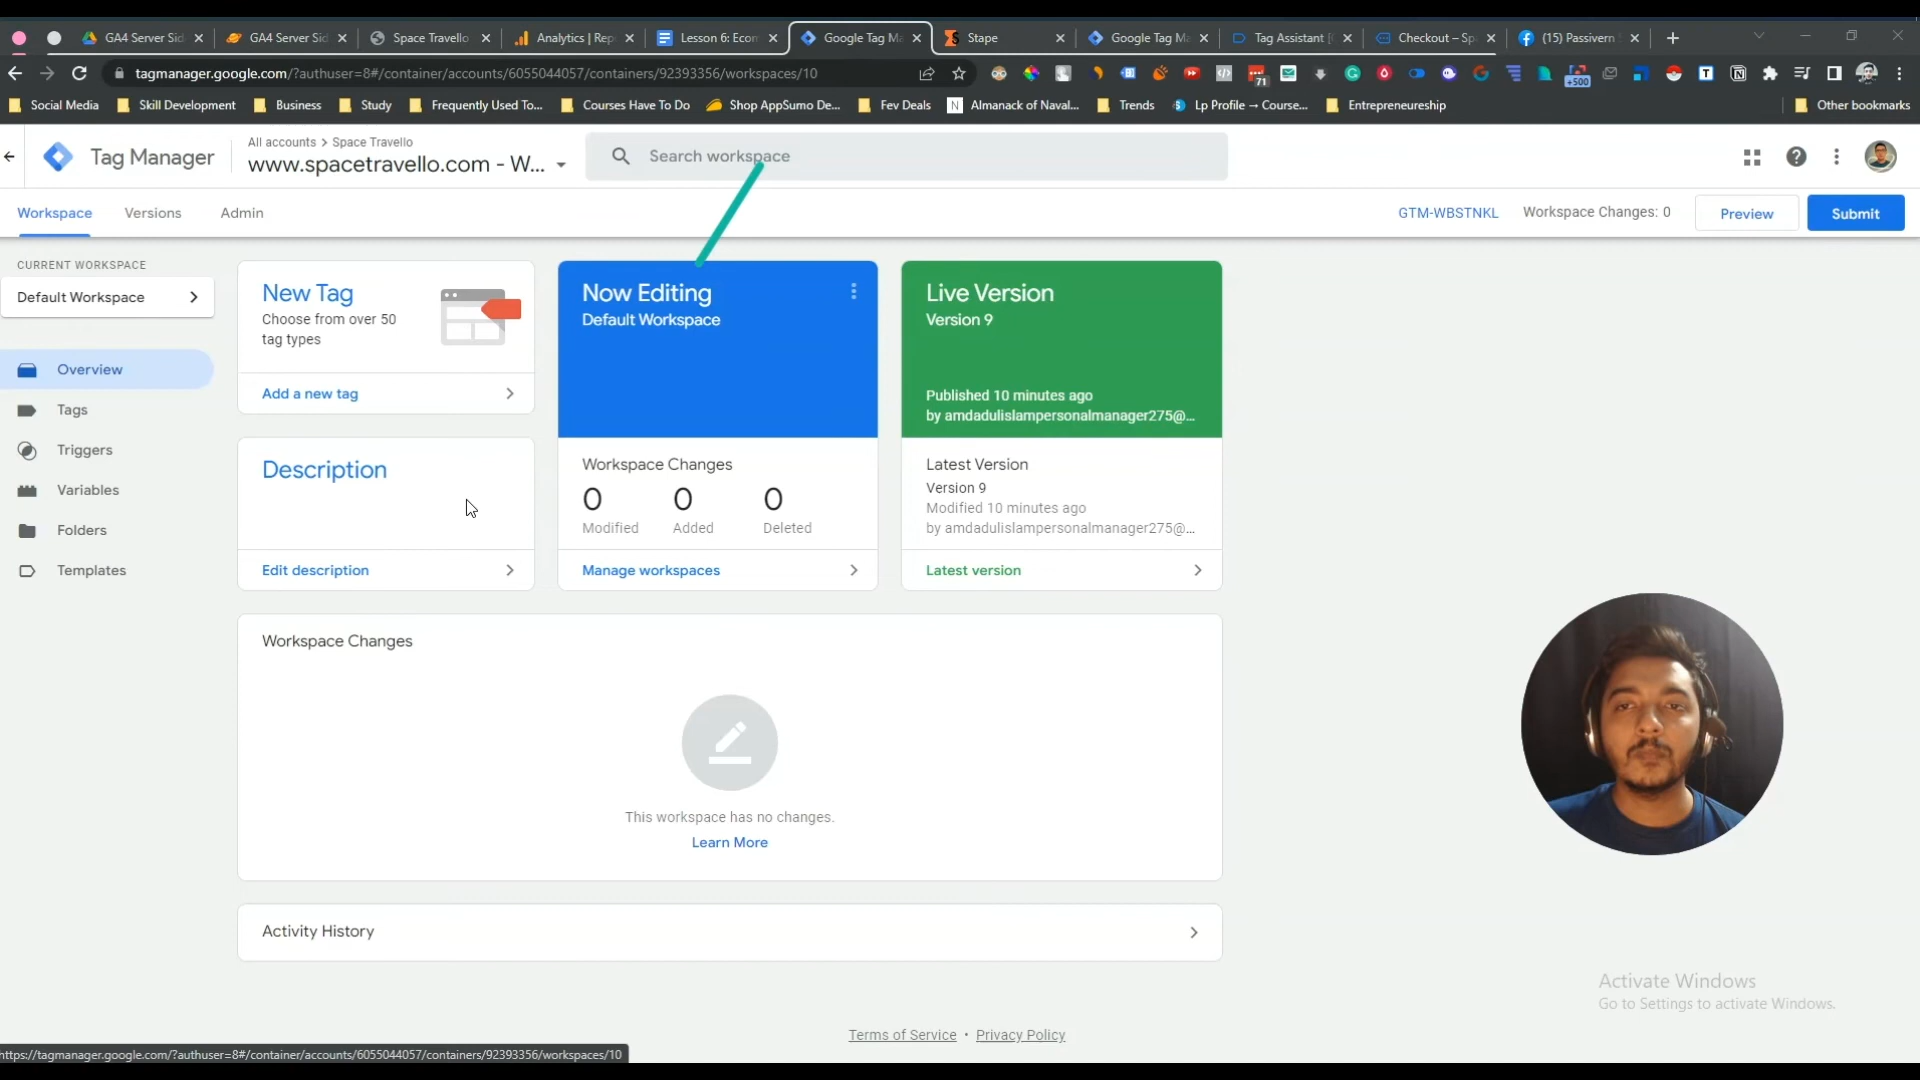 GA4 Server Sid
GA4 Server Sid
Space Travello
Analytics | Rep
Lesson 6: Econ
Google Tag Ma
Stape
Google Tag Ma
Tag Assistant [
Checkout – Sp
(15) Passivern
tagmanager.google.com/?authuser=8#/container/accounts/6055044057/containers/92393356/workspaces/10
71
+500
Social Media
Skill Development
Business
Study
Frequently Used To...
Courses Have To Do
Shop AppSumo De...
Fev Deals
Almanack of Naval...
Trends
Lp Profile → Course...
Entrepreneurship
Other bookmarks
Tag Manager
All accounts > Space Travello
www.spacetravello.com - W...
Search workspace
Workspace
Versions
Admin
GTM-WBSTNKL
Workspace Changes: 0
Preview
Submit
CURRENT WORKSPACE
Default Workspace
Overview
Tags
Triggers
Variables
Folders
Templates
New Tag
Choose from over 50
tag types
Add a new tag
Description
Edit description
Now Editing
Default Workspace
Workspace Changes
0 0 0
Modified Added Deleted
Manage workspaces
Live Version
Version 9
Published 10 minutes ago
by amdadulislampersonalmanager275@...
Latest Version
Version 9
Modified 10 minutes ago
by amdadulislampersonalmanager275@...
Latest version
Workspace Changes
This workspace has no changes.
Learn More
Activity History
Activate Windows
Go to Settings to activate Windows.
Terms of Service • Privacy Policy
https://tagmanager.google.com/?authuser=8#/container/accounts/6055044057/containers/92393356/workspaces/10